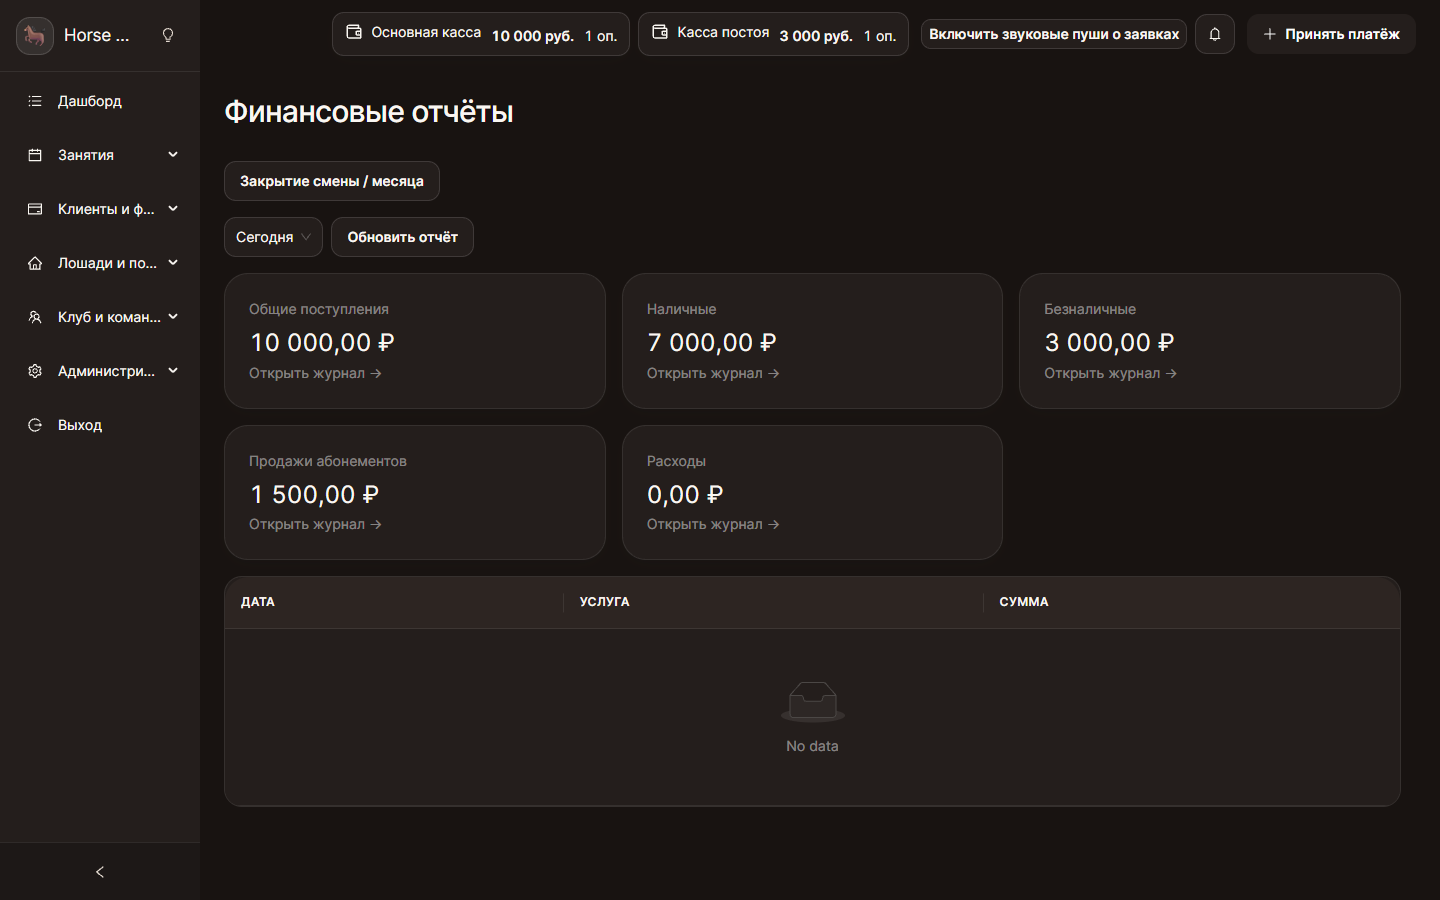 Horse ...
Основная касса 10 000 руб. 1 оп.
Касса постоя 3 000 руб. 1 оп.
Включить звуковые пуши о заявках
Принять платёж
Дашборд
Занятия
Клиенты и ф...
Лошади и по...
Клуб и коман...
Администри...
Выход
Финансовые отчёты
Закрытие смены / месяца
Сегодня
Обновить отчёт
Общие поступления
10 000,00 ₽
Открыть журнал →
Наличные
7 000,00 ₽
Открыть журнал →
Безналичные
3 000,00 ₽
Открыть журнал →
Продажи абонементов
1 500,00 ₽
Открыть журнал →
Расходы
0,00 ₽
Открыть журнал →
ДАТА УСЛУГА СУММА
No data